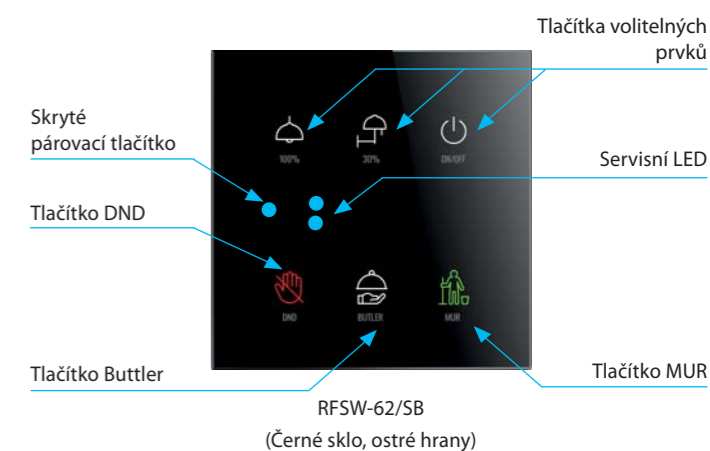 Tlačítka volitelných
prvků
Skryté
párovací tlačítko
100%
30%
ON/OFF
Servisní LED
Tlačítko DND
DND
BUTLER
MUR
Tlačítko Buttler
Tlačítko MUR
RFSW-62/SB
(Černé sklo, ostré hrany)